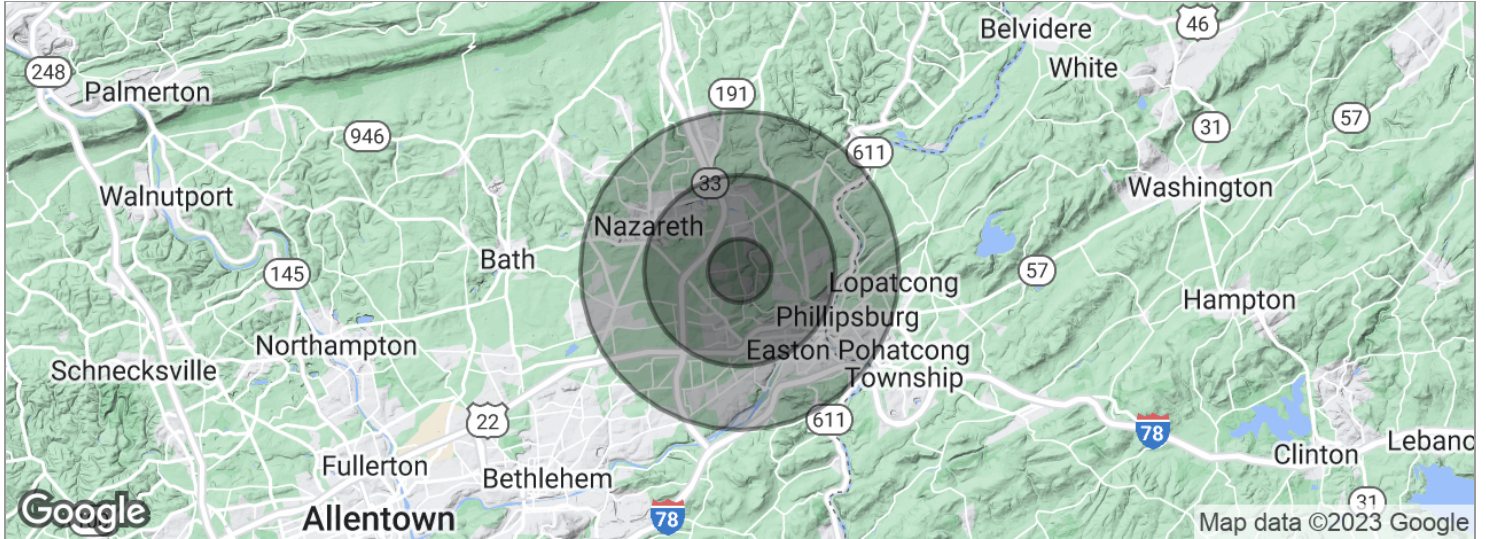 Belvidere
46
White
248
Palmerton
191
57
31
946
611
33
Walnutport
Washington
Nazareth
Bath
145
57
Lopatcong
Hampton
Phillipsburg
Northampton
Easton
Pohatcong
Township
Schnecksville
22
611
78
Clinton
Lebanc
Fullerton
Bethlehem
31
Google
Allentown
78
Map data ©2023 Google